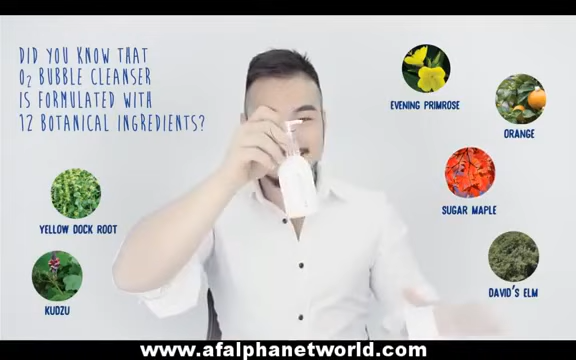 DID YOU KNOW THAT
O₂ BUBBLE CLEANSER
IS FORMULATED WITH
12 BOTANICAL INGREDIENTS?
EVENING PRIMROSE
ORANGE
SUGAR MAPLE
DAVID'S ELM
YELLOW DOCK ROOT
KUDZU
www.afalphanetworld.com